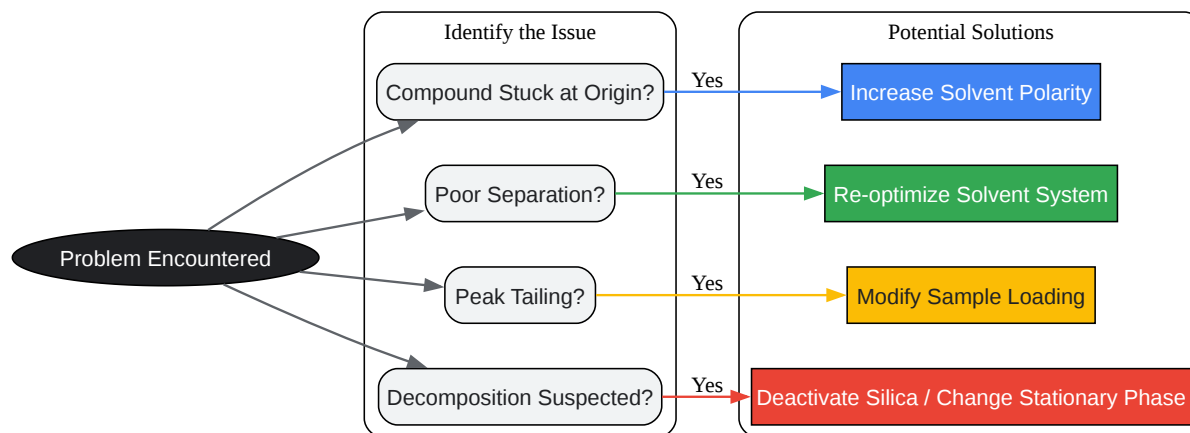 Identify the Issue
Potential Solutions
Compound Stuck at Origin?
Yes
Increase Solvent Polarity
Poor Separation?
Yes
Re-optimize Solvent System
Problem Encountered
Peak Tailing?
Yes
Modify Sample Loading
Decomposition Suspected?
Yes
Deactivate Silica / Change Stationary Phase